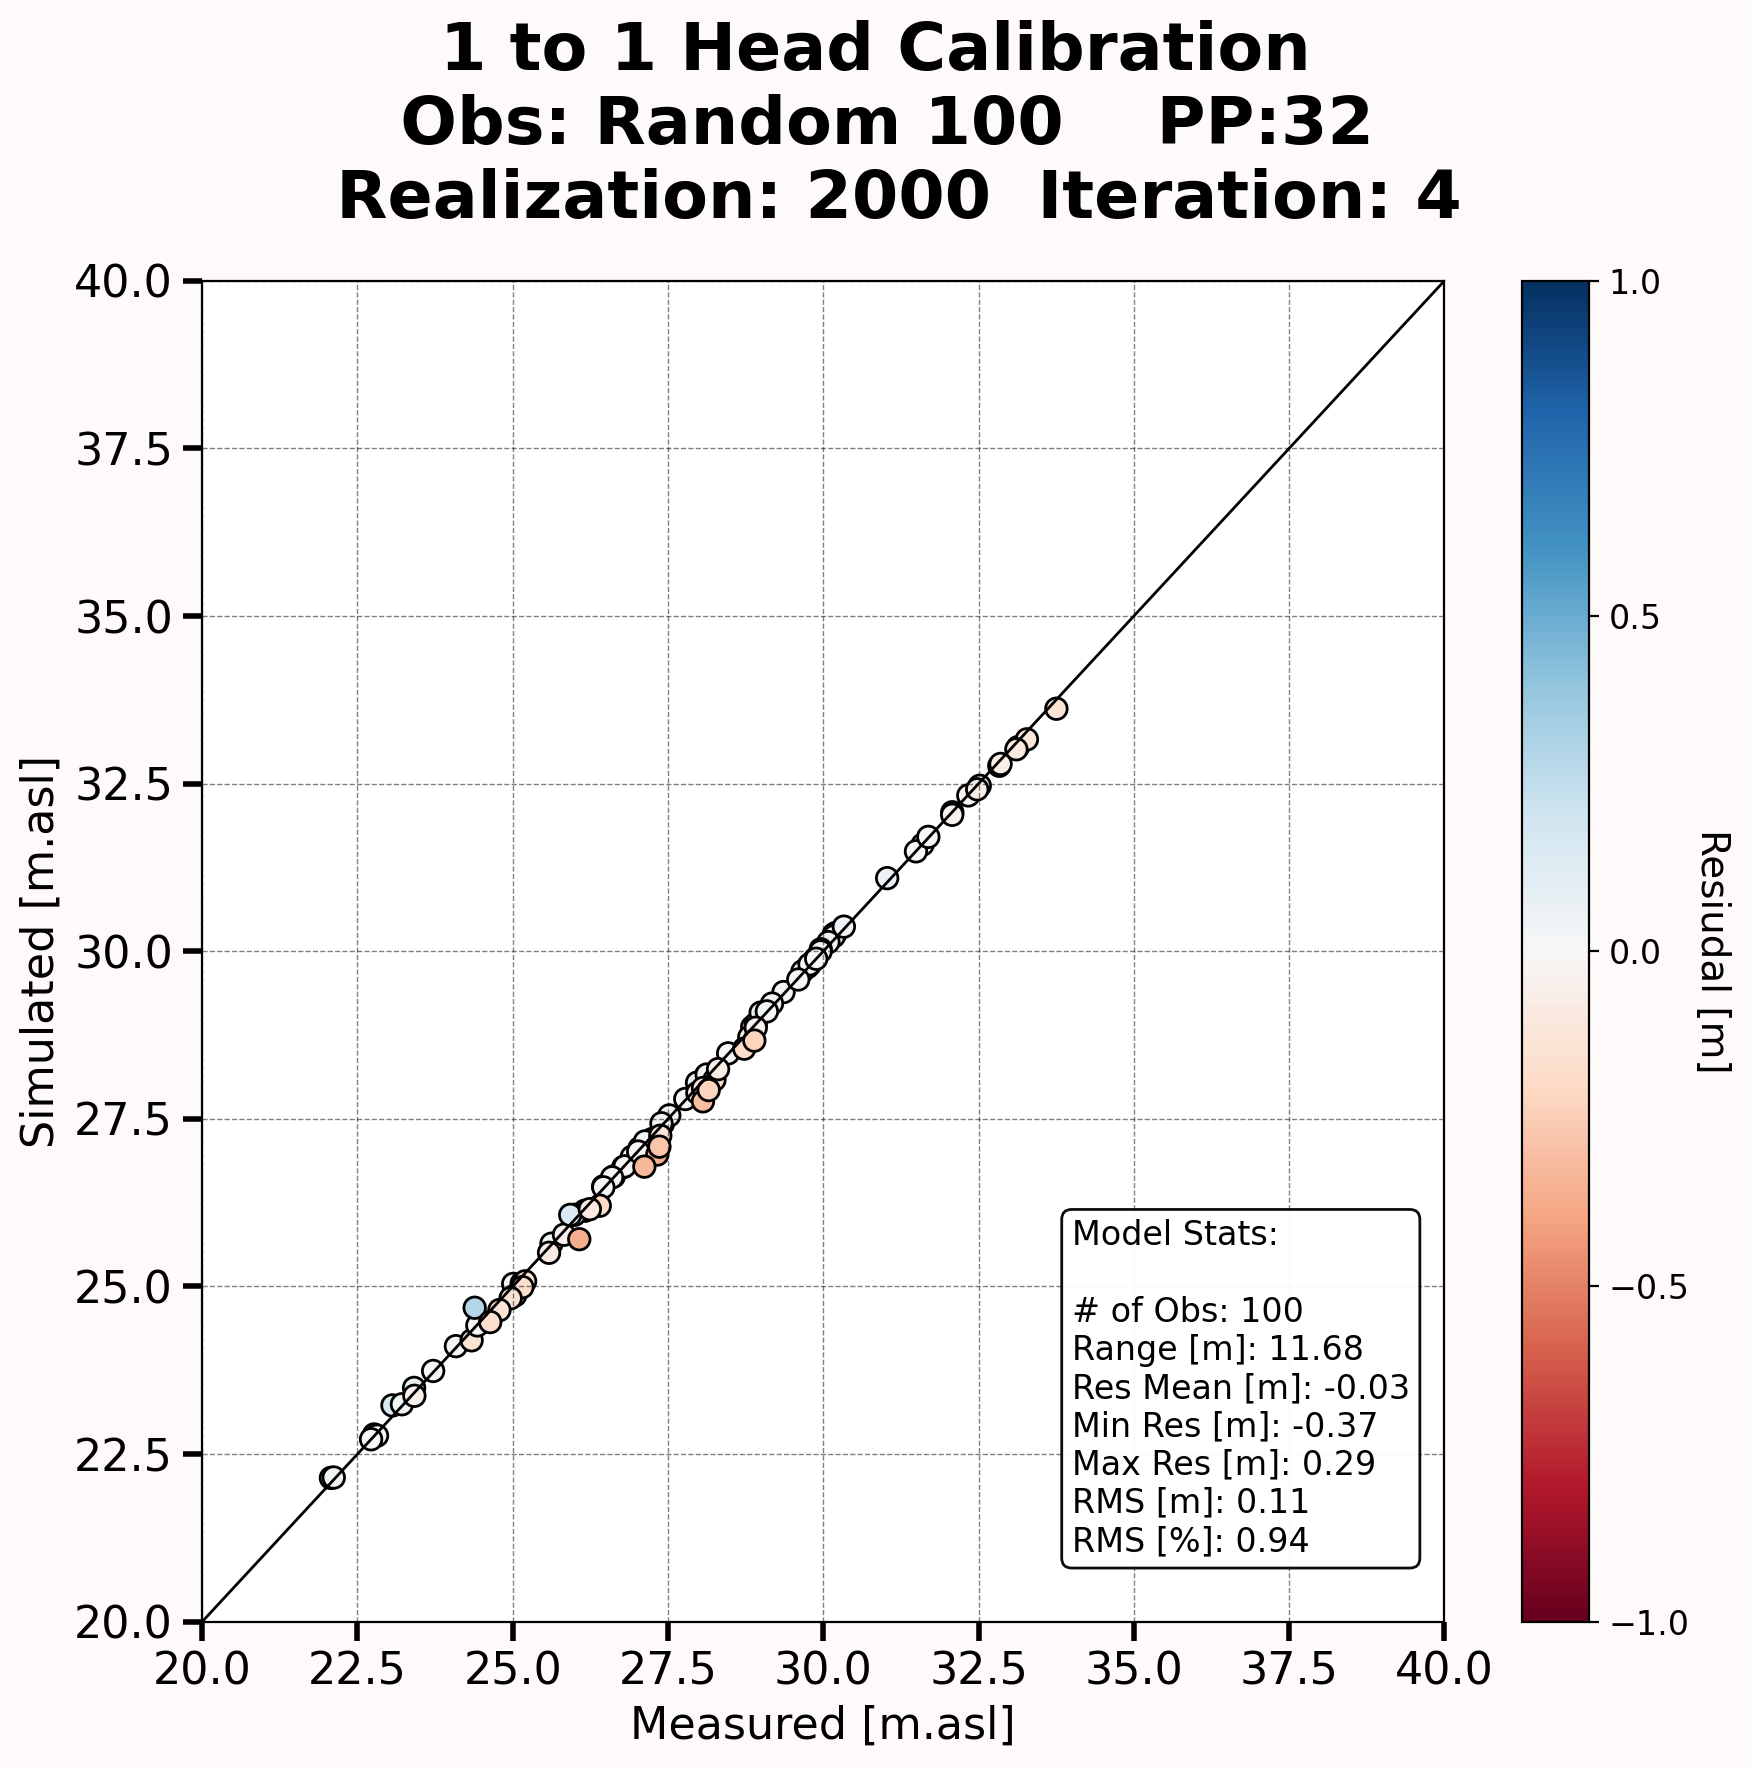 1 to 1 Head Calibration
Obs: Random 100 PP:32
Realization: 2000 Iteration: 4
40.0
37.5
35.0
32.5
30.0
27.5
25.0
22.5
20.0
Simulated [m.asl]
20.0 22.5 25.0 27.5 30.0 32.5 35.0 37.5 40.0
Measured [m.asl]
Model Stats:
# of Obs: 100
Range [m]: 11.68
Res Mean [m]: -0.03
Min Res [m]: -0.37
Max Res [m]: 0.29
RMS [m]: 0.11
RMS [%]: 0.94
1.0
0.5
0.0
−0.5
−1.0
Resiudal [m]